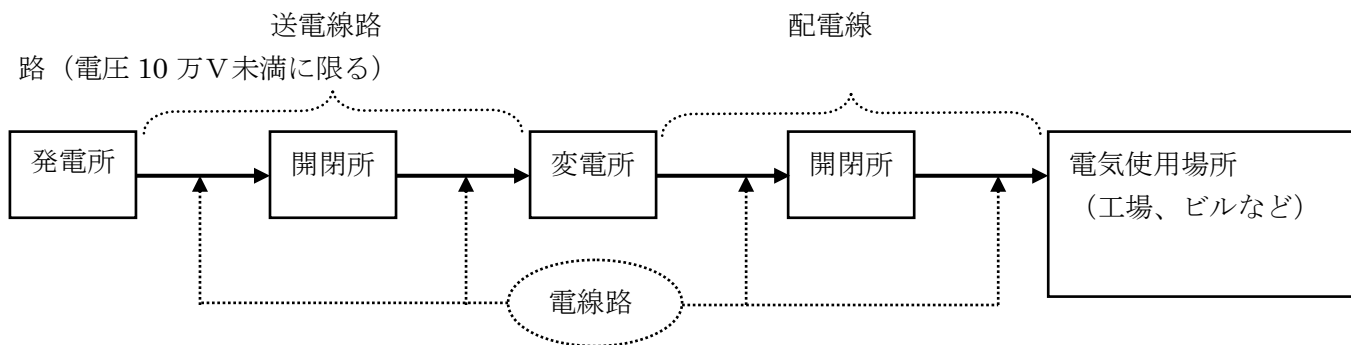 送電線路
配電線
路（電圧 10 万Ｖ未満に限る）
発電所
開閉所
変電所
開閉所
電気使用場所
（工場、ビルなど）
電線路